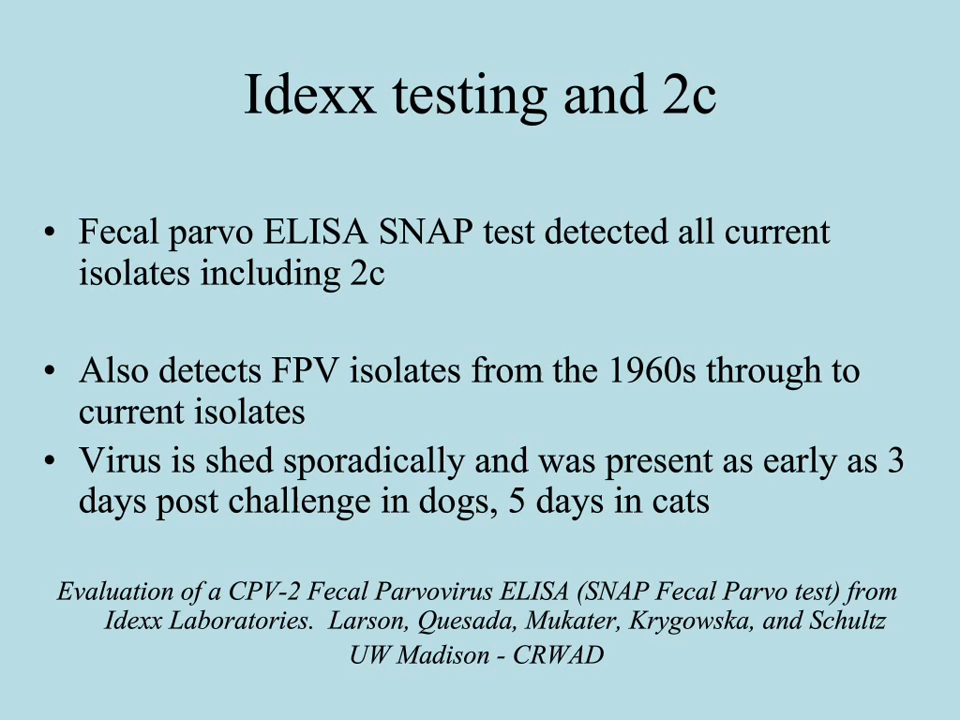 Idexx testing and 2c
• Fecal parvo ELISA SNAP test detected all current
isolates including 2c
• Also detects FPV isolates from the 1960s through to
current isolates
• Virus is shed sporadically and was present as early as 3
days post challenge in dogs, 5 days in cats
Evaluation of a CPV-2 Fecal Parvovirus ELISA (SNAP Fecal Parvo test) from
Idexx Laboratories.  Larson, Quesada, Mukater, Krygowska, and Schultz
UW Madison - CRWAD